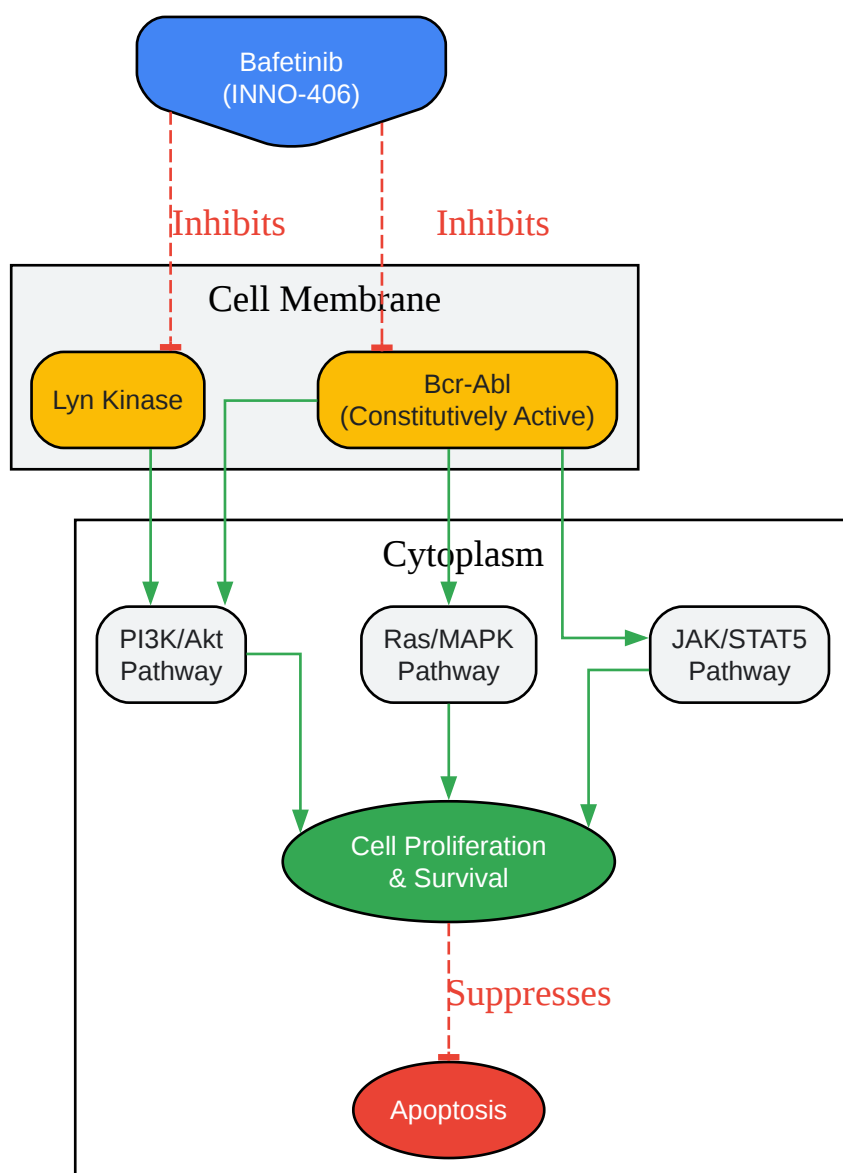 Bafetinib
(INNO-406)
Inhibits
Inhibits
Cell Membrane
Lyn Kinase
Bcr-Abl
(Constitutively Active)
Cytoplasm
PI3K/Akt
Pathway
Ras/MAPK
Pathway
JAK/STAT5
Pathway
Cell Proliferation
& Survival
Suppresses
Apoptosis